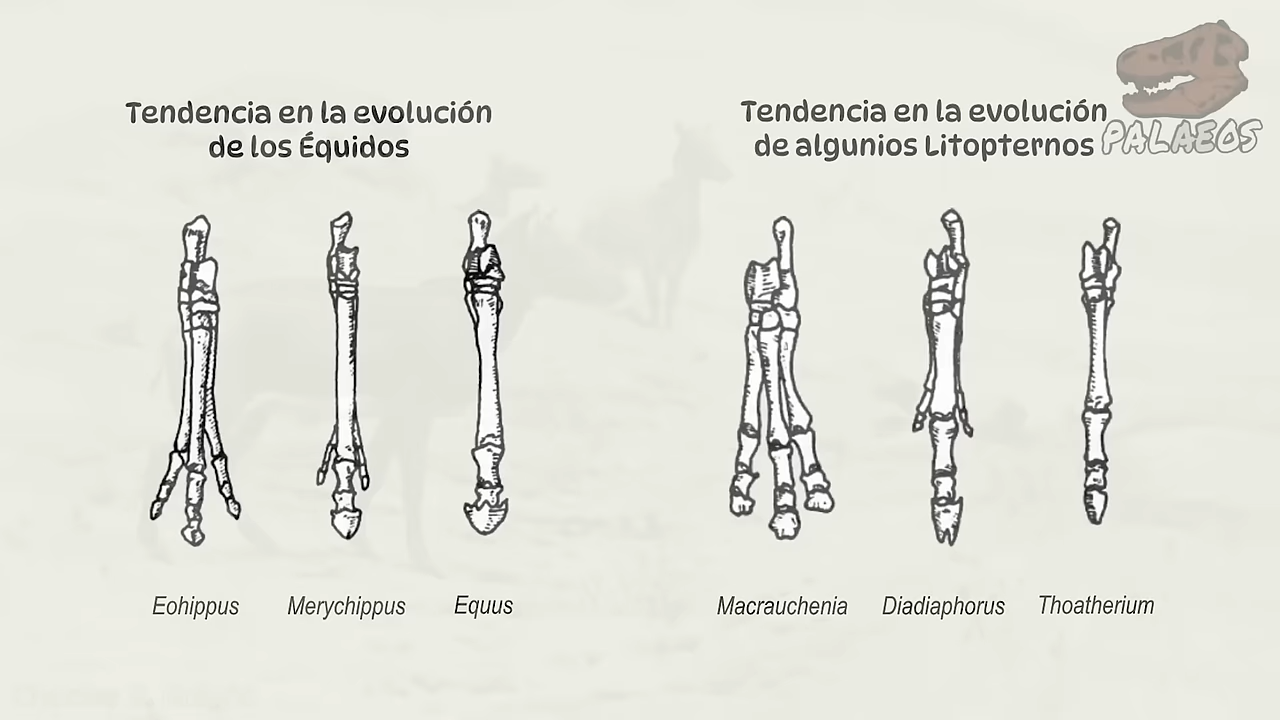 Tendencia en la evolución
de los Équidos
Tendencia en la evolución
de algunios Litopternos
PALAEOS
Eohippus
Merychippus
Equus
Macrauchenia
Diadiaphorus
Thoatherium